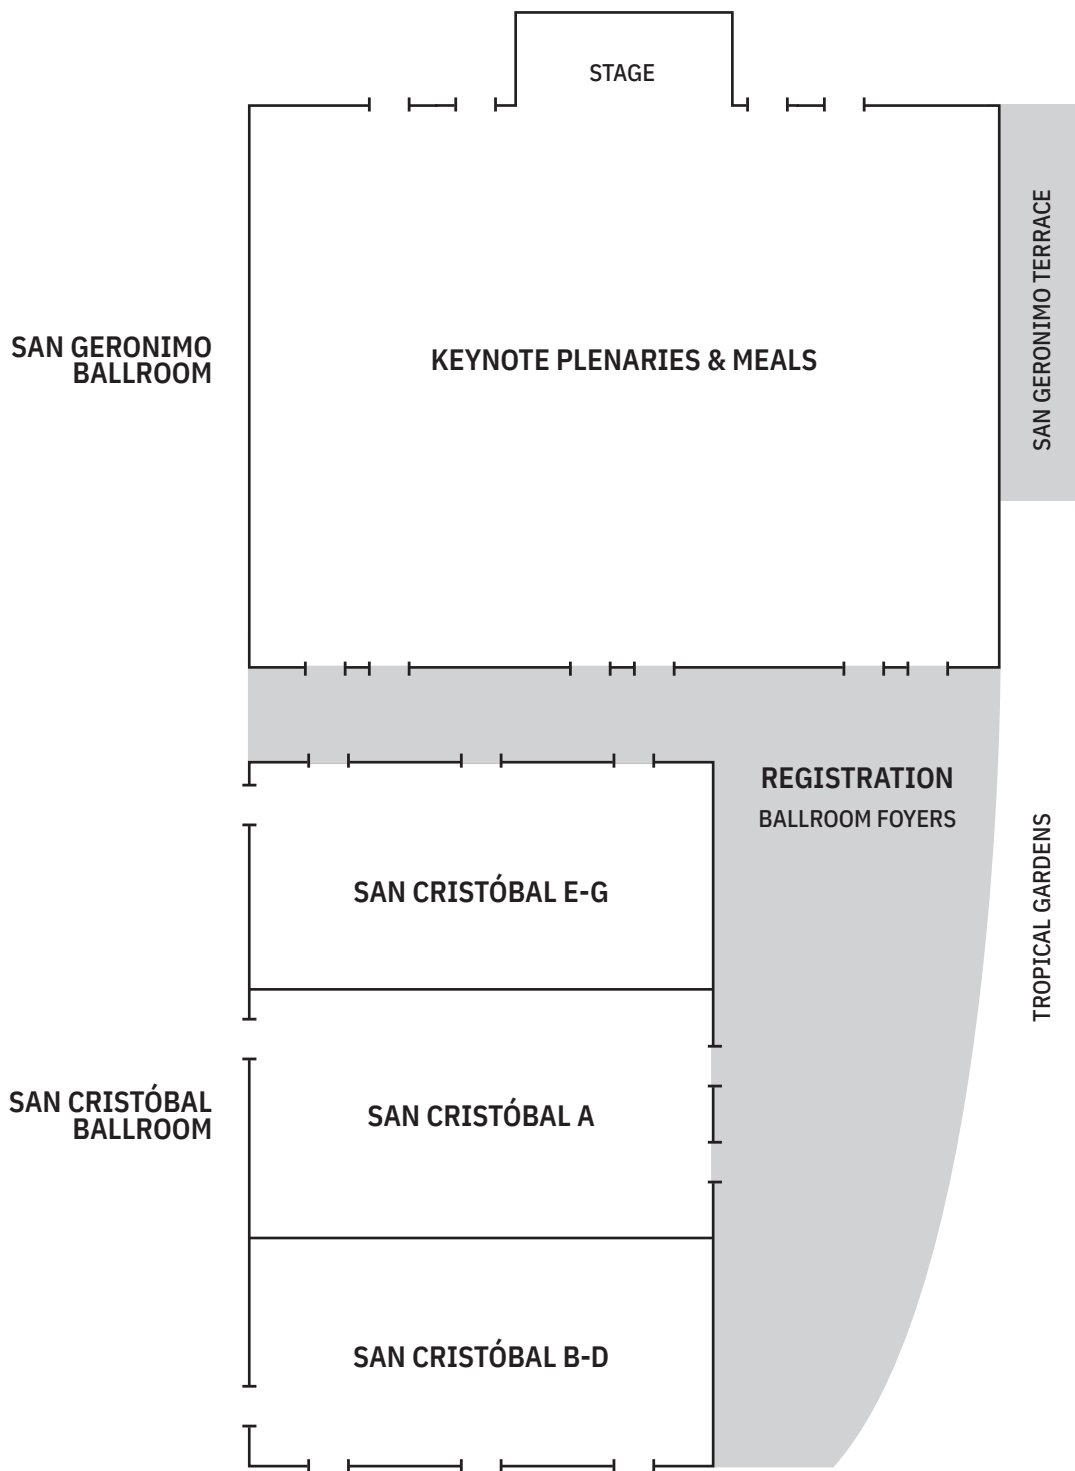 STAGE
SAN GERONIMO TERRACE
SAN GERONIMO
BALLROOM
KEYNOTE PLENARIES & MEALS
REGISTRATION
BALLROOM FOYERS
TROPICAL GARDENS
SAN CRISTÓBAL E-G
SAN CRISTÓBAL
BALLROOM
SAN CRISTÓBAL A
SAN CRISTÓBAL B-D